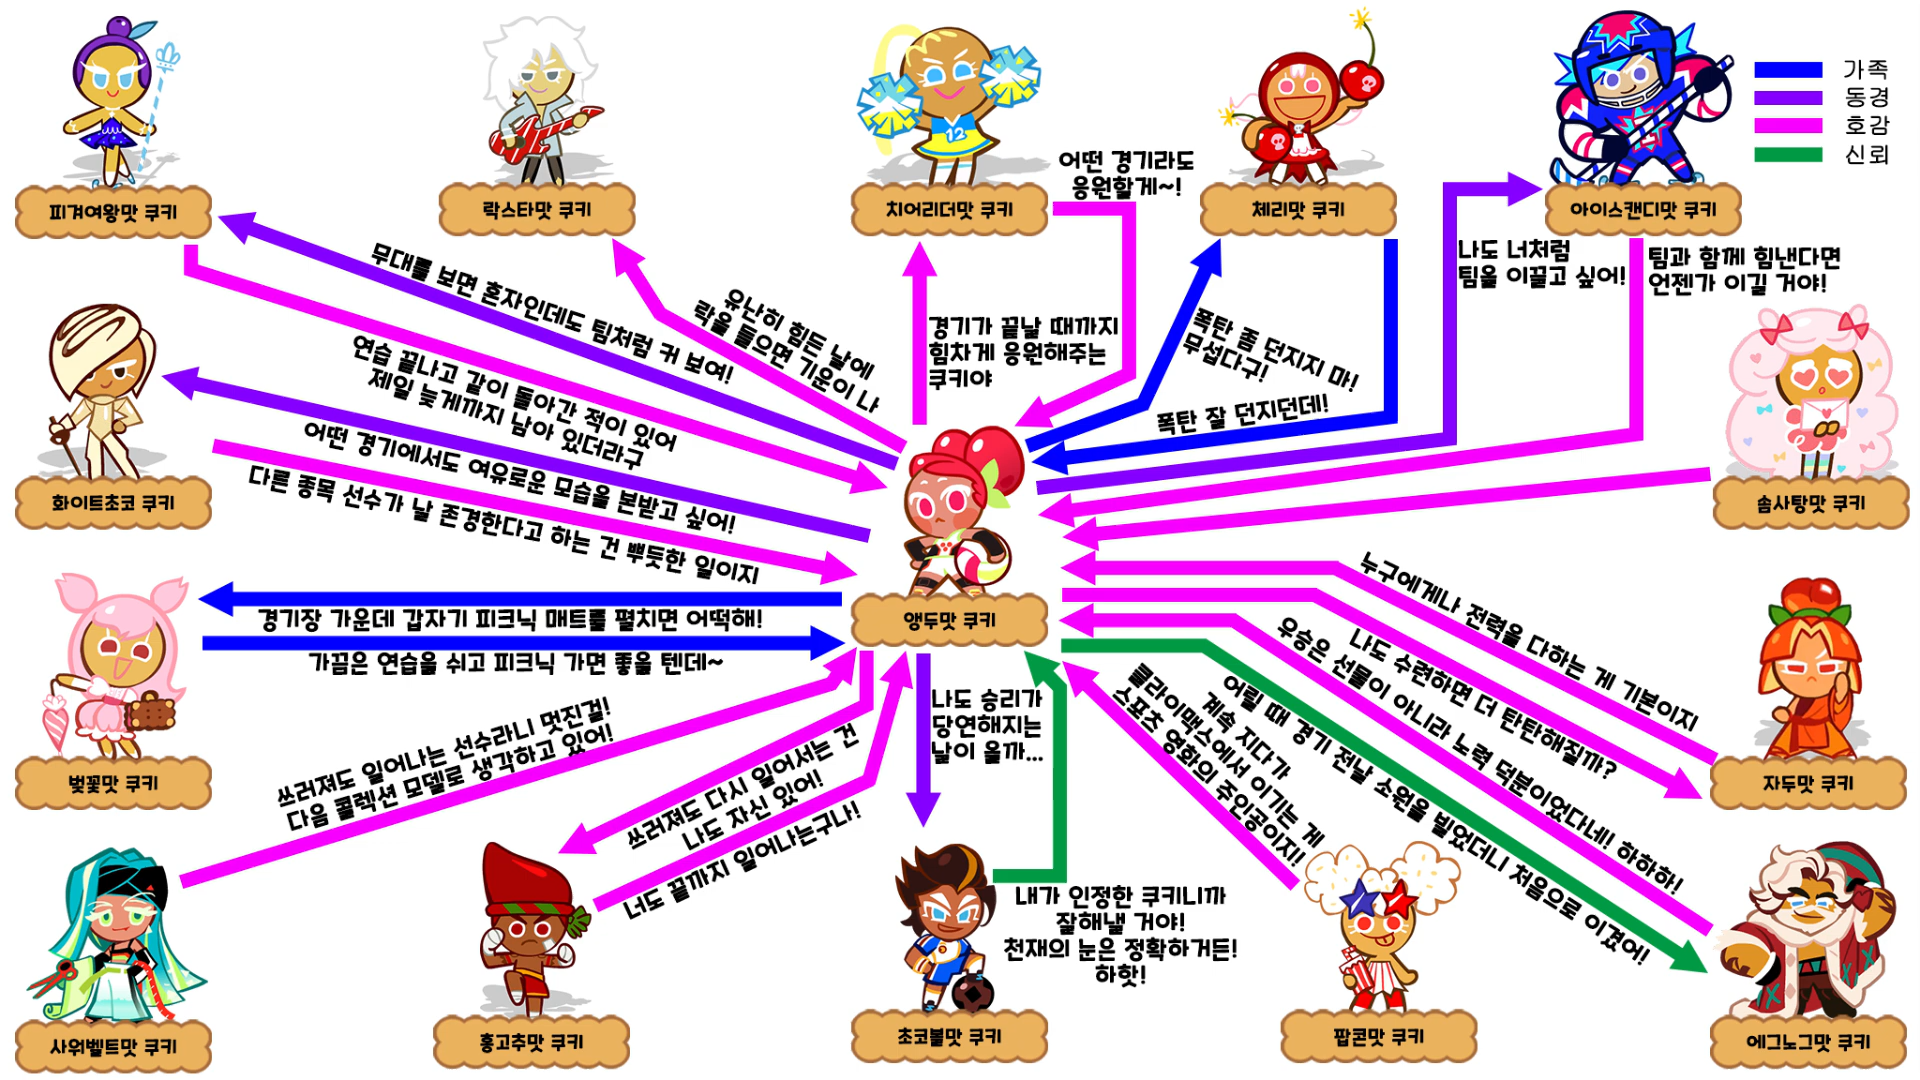 가족
동경
호감
신뢰
피겨여왕맛 쿠키
락스타맛 쿠키
치어리더맛 쿠키
체리맛 쿠키
아이스캔디맛 쿠키
어떤 경기라도
응원할게~!
12
무대를 보면 혼자인데도 팀처럼 커 보여!
유난히 힘든 날에
락을 들으면 기운이 나
경기가 끝날 때까지
힘차게 응원해주는
쿠키야
폭탄 좀 던지지 마!
무섭다구!
폭탄 잘 던지던데!
나도 너처럼
팀을 이끌고 싶어!
팀과 함께 힘낸다면
언젠가 이길 거야!
연습 끝나고 같이 돌아간 적이 있어
제일 늦게까지 남아 있더라구
화이트초코 쿠키
솜사탕맛 쿠키
어떤 경기에서도 여유로운 모습을 본받고 싶어!
다른 종목 선수가 날 존경한다고 하는 건 뿌듯한 일이지
앵두맛 쿠키
경기장 가운데 갑자기 피크닉 매트를 펼치면 어떡해!
가끔은 연습을 쉬고 피크닉 가면 좋을 텐데~
벚꽃맛 쿠키
자두맛 쿠키
누구에게나 전력을 다하는 게 기본이지
나도 수련하면 더 탄탄해질까?
우승은 선물이 아니라 노력 덕분이었다네! 하하하!
어릴 때 경기 전날 소원을 빌었더니 처음으로 이겼어!
쓰러져도 일어나는 선수라니 멋진걸!
다음 콜렉션 모델로 생각하고 있어!
쓰러져도 다시 일어서는 건
나도 자신 있어!
너도 끝까지 일어나는구나!
나도 승리가
당연해지는
날이 올까...
계속 지다가
클라이맥스에서 이기는 게
스포츠 영화의 주인공이지!
내가 인정한 쿠키니까
잘해낼 거야!
천재의 눈은 정확하거든!
하핫!
사워벨트맛 쿠키
홍고추맛 쿠키
초코볼맛 쿠키
팝콘맛 쿠키
에그노그맛 쿠키